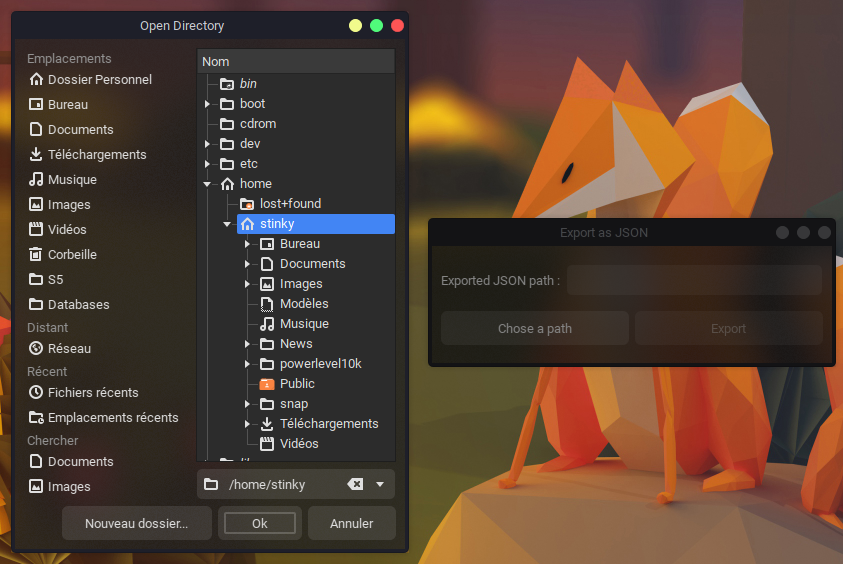 Open Directory
Emplacements
Dossier Personnel
Bureau
Documents
Téléchargements
Musique
Images
Vidéos
Corbeille
S5
Databases
Distant
Réseau
Récent
Fichiers récents
Emplacements récents
Chercher
Documents
Images
Nom
bin
boot
cdrom
dev
etc
home
lost+found
stinky
Bureau
Documents
Images
Modèles
Musique
News
powerlevel10k
Public
snap
Téléchargements
Vidéos
/home/stinky
Nouveau dossier...
Ok
Annuler
Export as JSON
Exported JSON path :
Chose a path
Export